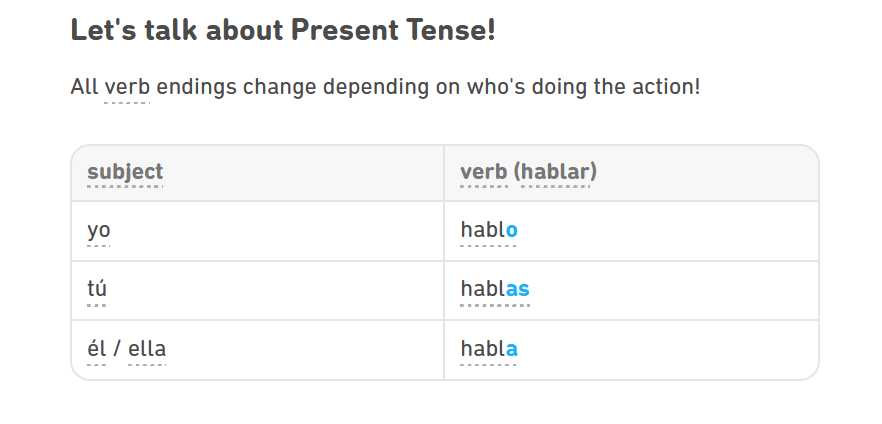 Let's talk about Present Tense!
All verb endings change depending on who's doing the action!
subject verb (hablar)
yo hablo
tú hablas
él / ella habla